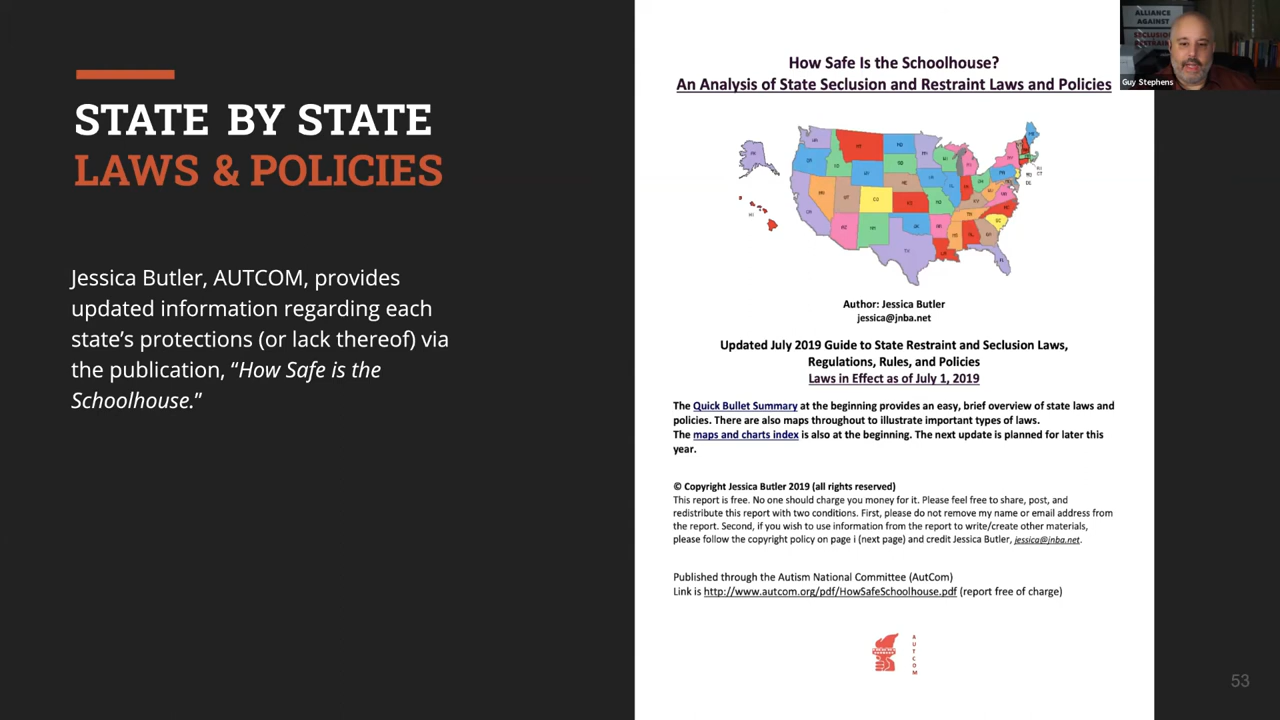 STATE BY STATE
LAWS & POLICIES
Jessica Butler, AUTCOM, provides
updated information regarding each
state's protections (or lack thereof) via
the publication, “How Safe is the
Schoolhouse.”
How Safe Is the Schoolhouse?
An Analysis of State Seclusion and Restraint Laws and Policies
Author: Jessica Butler
jessica@jnba.net
Updated July 2019 Guide to State Restraint and Seclusion Laws,
Regulations, Rules, and Policies
Laws in Effect as of July 1, 2019
The Quick Bullet Summary at the beginning provides an easy, brief overview of state laws and
policies. There are also maps throughout to illustrate important types of laws.
The maps and charts index is also at the beginning. The next update is planned for later this
year.
© Copyright Jessica Butler 2019 (all rights reserved)
This report is free. No one should charge you money for it. Please feel free to share, post, and
redistribute this report with two conditions. First, please do not remove my name or email address from
the report. Second, if you wish to use information from the report to write/create other materials,
please follow the copyright policy on page i (next page) and credit Jessica Butler, jessica@jnba.net.
Published through the Autism National Committee (AutCom)
Link is http://www.autcom.org/pdf/HowSafeSchoolhouse.pdf (report free of charge)
AUTCOM
ALLIANCE
AGAINST
SECLUSION
Guy Stephens
53